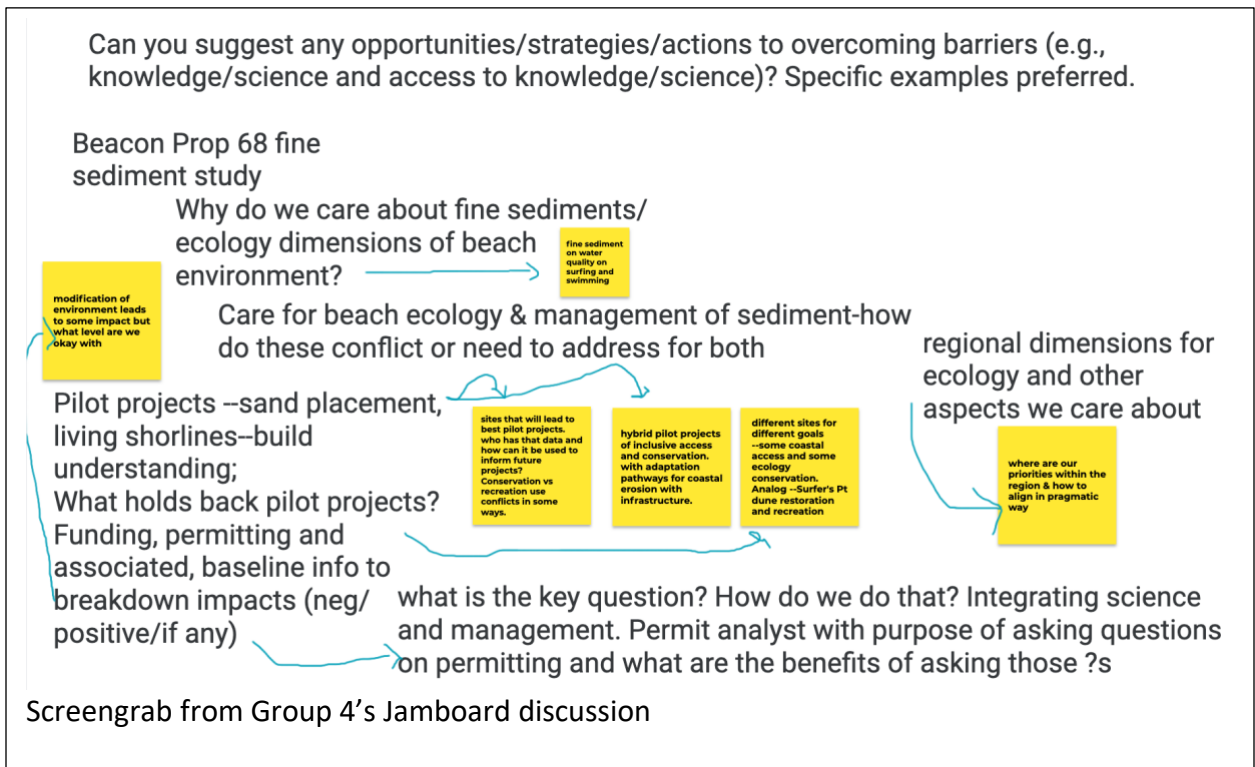 Can you suggest any opportunities/strategies/actions to overcoming barriers (e.g.,
knowledge/science and access to knowledge/science)? Specific examples preferred.
Beacon Prop 68 fine
sediment study
Why do we care about fine sediments/
ecology dimensions of beach
environment?
fine sediment
on water
quality on
surfing and
swimming
modification of
environment leads
to some impact but
what level are we
okay with
Care for beach ecology & management of sediment-how
do these conflict or need to address for both
regional dimensions for
ecology and other
aspects we care about
Pilot projects --sand placement,
living shorlines--build
understanding;
What holds back pilot projects?
Funding, permitting and
associated, baseline info to
breakdown impacts (neg/
positive/if any)
sites that will lead to
best pilot projects.
who has that data and
how can it be used to
inform future
projects?
Conservation vs
recreation use
conflicts in some
ways.
hybrid pilot projects
of inclusive access
and conservation.
with adaptation
pathways for coastal
erosion with
infrastructure.
different sites for
different goals
--some coastal
access and some
ecology
conservation.
Analog --Surfer's Pt
dune restoration
and recreation
where are our
priorities within the
region & how to
align in pragmatic
way
what is the key question? How do we do that? Integrating science
and management. Permit analyst with purpose of asking questions
on permitting and what are the benefits of asking those ?s
Screengrab from Group 4's Jamboard discussion